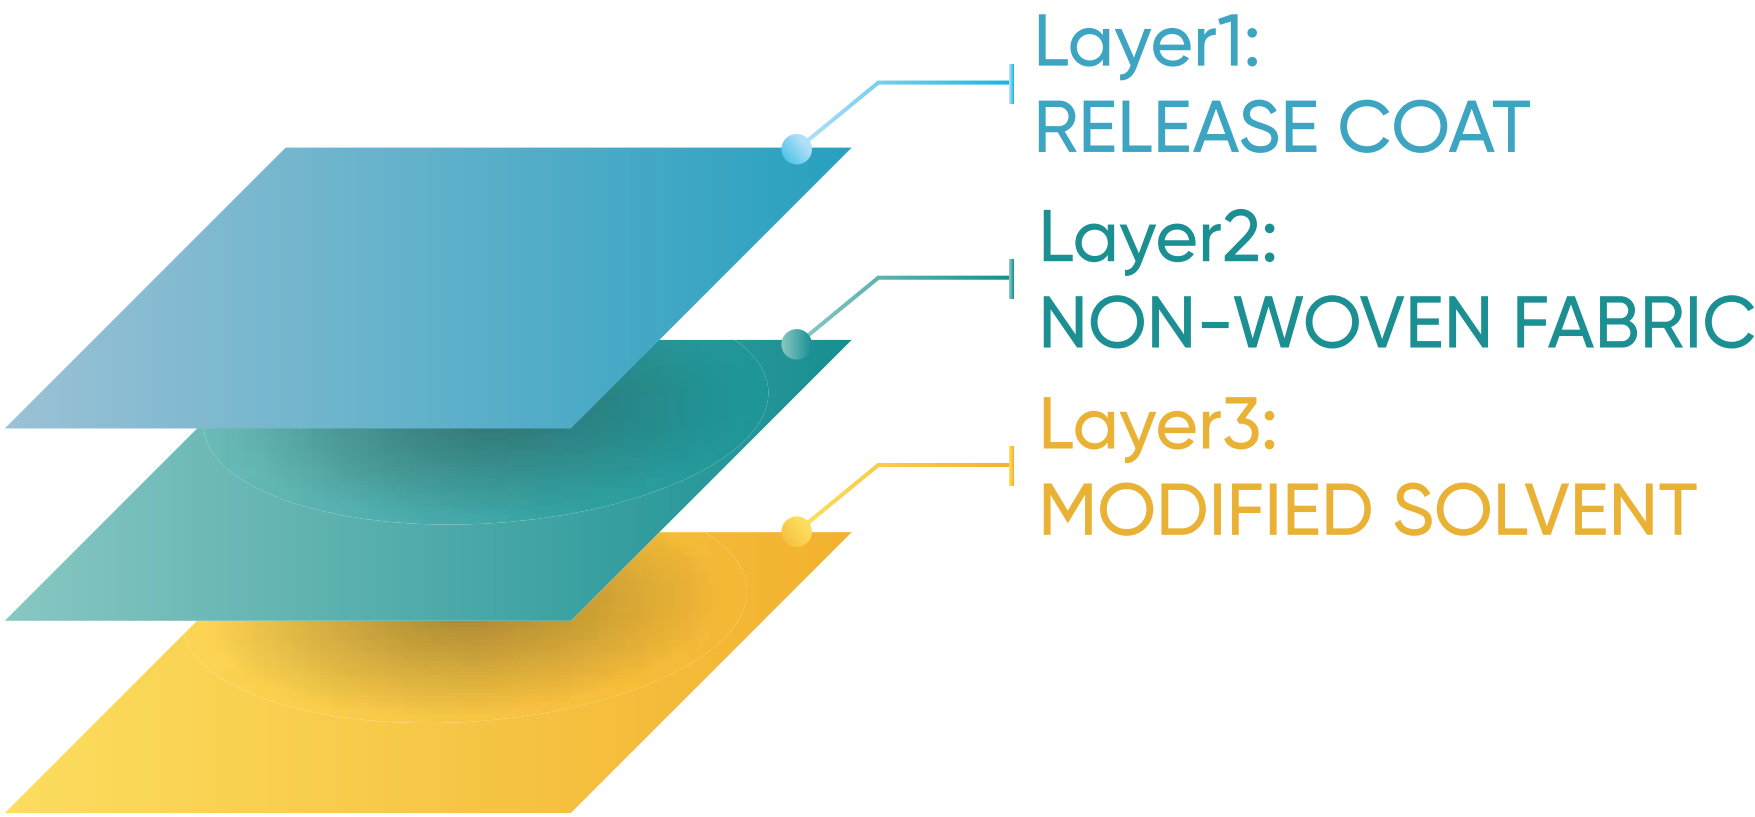 Layer1:
RELEASE COAT
Layer2:
NON-WOVEN FABRIC
Layer3:
MODIFIED SOLVENT